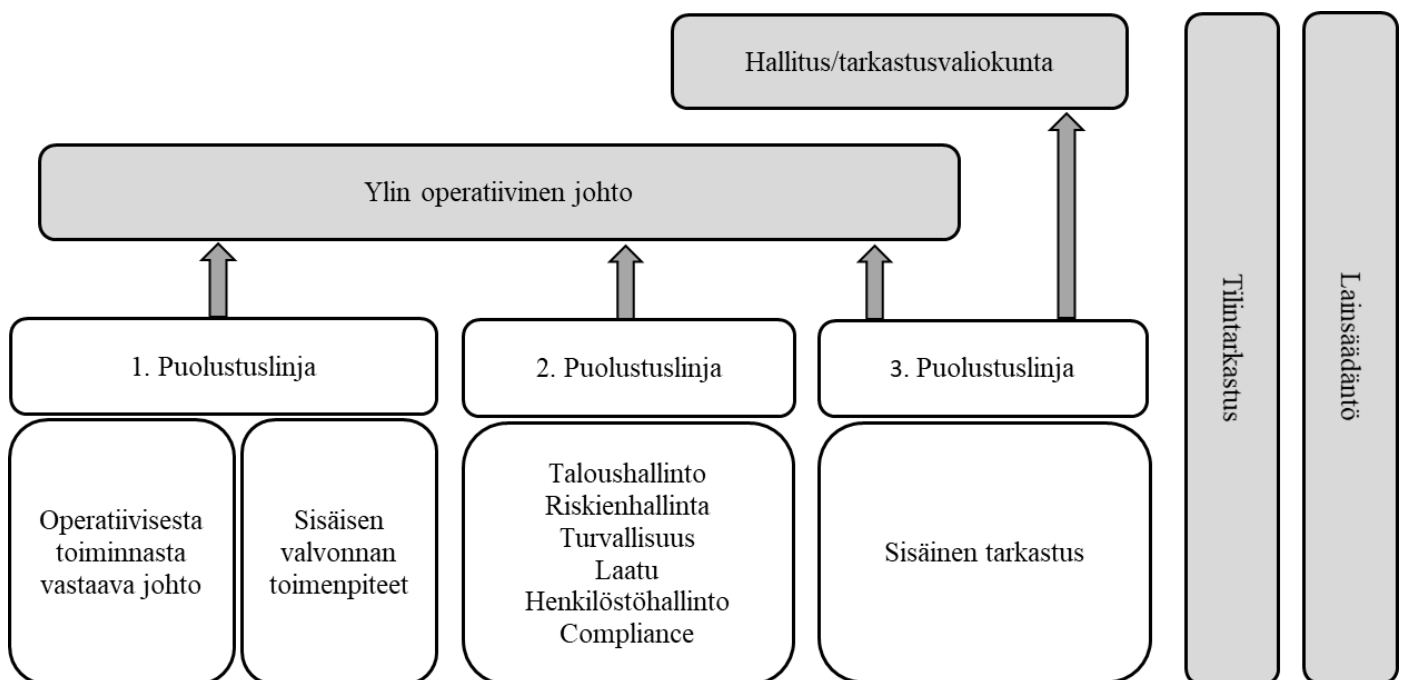 Hallitus/tarkastusvaliokunta
Ylin operatiivinen johto
1. Puolustuslinja
2. Puolustuslinja
3. Puolustuslinja
Operatiivisesta
toiminnasta
vastaava johto
Sisäisen
valvonnan
toimenpiteet
Taloushallinto
Riskienhallinta
Turvallisuus
Laatu
Henkilöstöhallinto
Compliance
Sisäinen tarkastus
Tilintarkastus
Lainsäädäntö